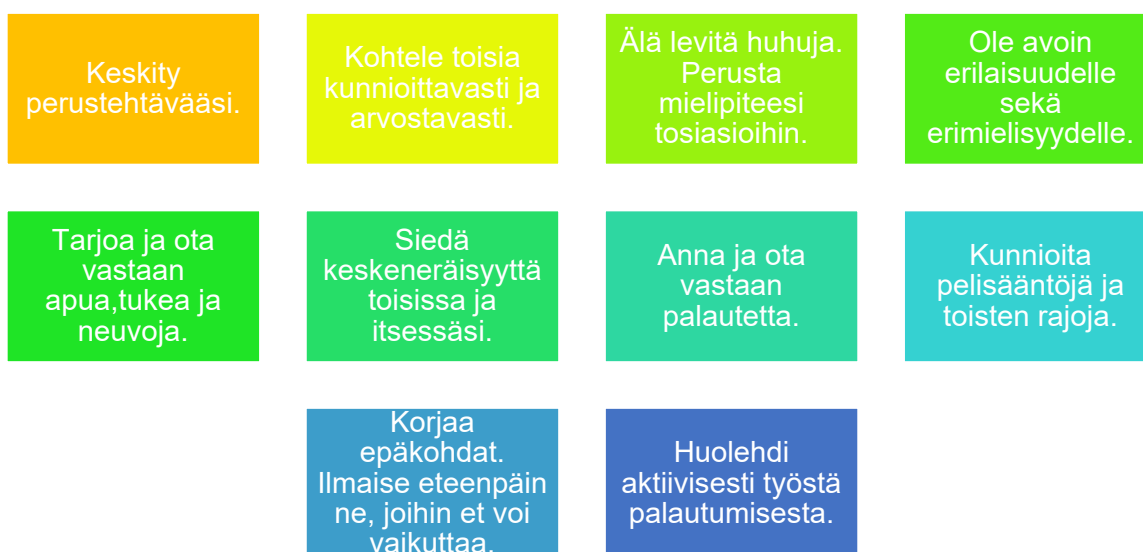 Keskity
perustehtävääsi.
Kohtele toisia
kunnioittavasti ja
arvostavasti.
Älä levitä huhuja.
Perusta
mielipiteesi
tosiasioihin.
Ole avoin
erilaisuudelle
sekä
erimielisyydelle.
Tarjoa ja ota
vastaan
apua,tukea ja
neuvoja.
Siedä
keskeneräisyyttä
toisissa ja
itsessäsi.
Anna ja ota
vastaan
palautetta.
Kunnioita
pelisääntöjä ja
toisten rajoja.
Korjaa
epäkohdat.
Ilmaise eteenpäin
ne, joihin et voi
vaikuttaa.
Huolehdi
aktiivisesti työstä
palautumisesta.